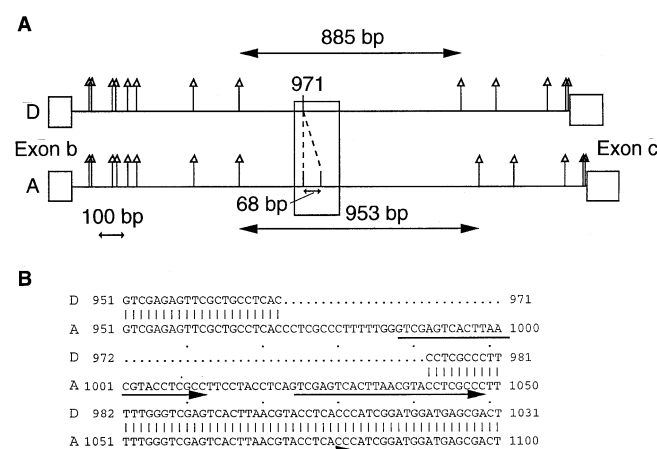 A
885 bp
971
D
Exon b
Exon c
A
68 bp
953 bp
100 bp
B
D 951 GTCGAGAGTTCGCTGCCTCAC............................. 971
A 951 GTCGAGAGTTCGCTGCCTCACCCTCGCCCTTTTTGGGTCGAGTCACTTAA 1000
D 972 ........................................CCTCGCCCTT 981
A 1001 CGTACCTCGCCTTCCTACCTCAGTCGAGTCACTTAACGTACCTCGCCCTT 1050
D 982 TTTGGGTCGAGTCACTTAACGTACCTCACCCATCGGATGGATGAGCGACT 1031
A 1051 TTTGGGTCGAGTCACTTAACGTACCTCACCCATCGGATGGATGAGCGACT 1100